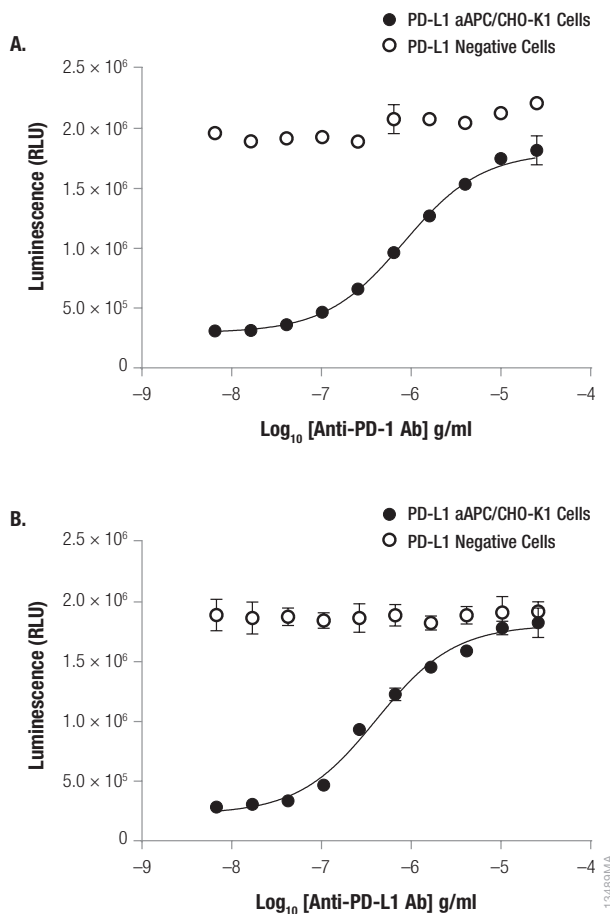 PD-L1 aAPC/CHO-K1 Cells
A.
PD-L1 Negative Cells
2.5 × 10⁶
2.0 × 10⁶
1.5 × 10⁶
1.0 × 10⁶
5.0 × 10⁵
0
Luminescence (RLU)
–9 –8 –7 –6 –5 –4
Log₁₀ [Anti-PD-1 Ab] g/ml
B.
PD-L1 aAPC/CHO-K1 Cells
PD-L1 Negative Cells
2.5 × 10⁶
2.0 × 10⁶
1.5 × 10⁶
1.0 × 10⁶
5.0 × 10⁵
0
Luminescence (RLU)
–9 –8 –7 –6 –5 –4
Log₁₀ [Anti-PD-L1 Ab] g/ml
13489MA